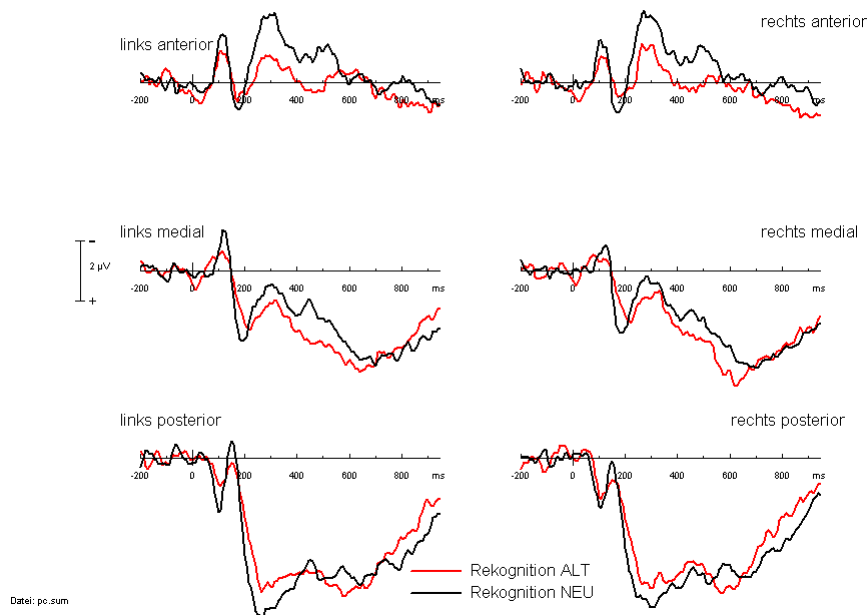 links anterior
rechts anterior
-200 0 200 400 600 800 ms
-200 0 200 400 600 800 ms
links medial
rechts medial
-
2 µV
+
-200 0 200 400 600 800 ms
-200 0 200 400 600 800 ms
links posterior
rechts posterior
-200 0 200 400 600 800 ms
-200 0 200 400 600 800 ms
Rekognition ALT
Rekognition NEU
Datei: pc.sum